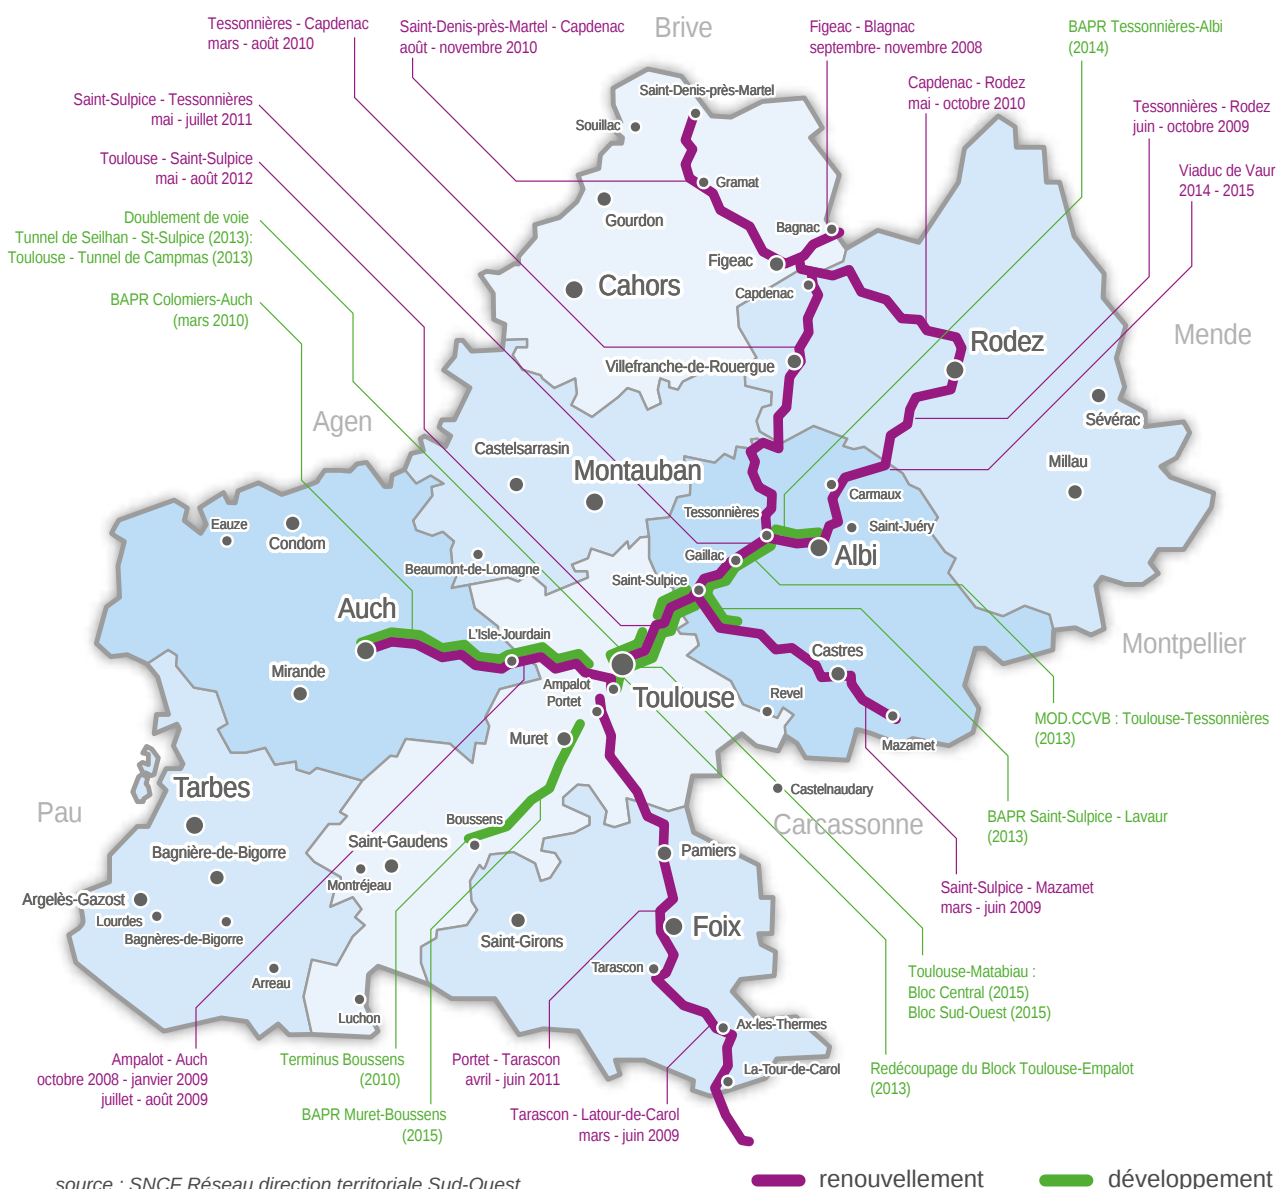 Tessonnières - Capdenac
mars - août 2010
Saint-Denis-près-Martel - Capdenac
août - novembre 2010
Brive
Figeac - Blagnac
septembre- novembre 2008
BAPR Tessonnières-Albi
(2014)
Saint-Sulpice - Tessonnières
mai - juillet 2011
Saint-Denis-près-Martel
Capdenac - Rodez
mai - octobre 2010
Tessonnières - Rodez
juin - octobre 2009
Souillac
Toulouse - Saint-Sulpice
mai - août 2012
Gramat
Viaduc de Vaur
2014 - 2015
Doublement de voie
Tunnel de Seilhan - St-Sulpice (2013):
Toulouse - Tunnel de Campmas (2013)
Gourdon
Bagnac
Figeac
Cahors
Capdenac
BAPR Colomiers-Auch
(mars 2010)
Rodez
Mende
Villefranche-de-Rouergue
Agen
Sévérac
Castelsarrasin
Montauban
Millau
Carmaux
Tessonnières
Saint-Juéry
Eauze
Condom
Albi
Gaillac
Beaumont-de-Lomagne
Saint-Sulpice
Auch
L'Isle-Jourdain
Montpellier
Castres
Mirande
Ampalot
Portet
Toulouse
Revel
MOD.CCVB : Toulouse-Tessonnières
(2013)
Muret
Mazamet
Tarbes
Castelnaudary
Pau
Carcassonne
BAPR Saint-Sulpice - Lavaur
(2013)
Boussens
Saint-Gaudens
Bagnière-de-Bigorre
Pamiers
Montréjeau
Saint-Sulpice - Mazamet
mars - juin 2009
Argelès-Gazost
Lourdes
Bagnères-de-Bigorre
Saint-Girons
Foix
Tarascon
Arreau
Toulouse-Matabiau :
Bloc Central (2015)
Bloc Sud-Ouest (2015)
Luchon
Ax-les-Thermes
Ampalot - Auch
octobre 2008 - janvier 2009
juillet - août 2009
Terminus Boussens
(2010)
Portet - Tarascon
avril - juin 2011
La-Tour-de-Carol
Redécoupage du Block Toulouse-Empalot
(2013)
BAPR Muret-Boussens
(2015)
Tarascon - Latour-de-Carol
mars - juin 2009
source : SNCF Réseau direction territoriale Sud-Ouest
renouvellement
développement